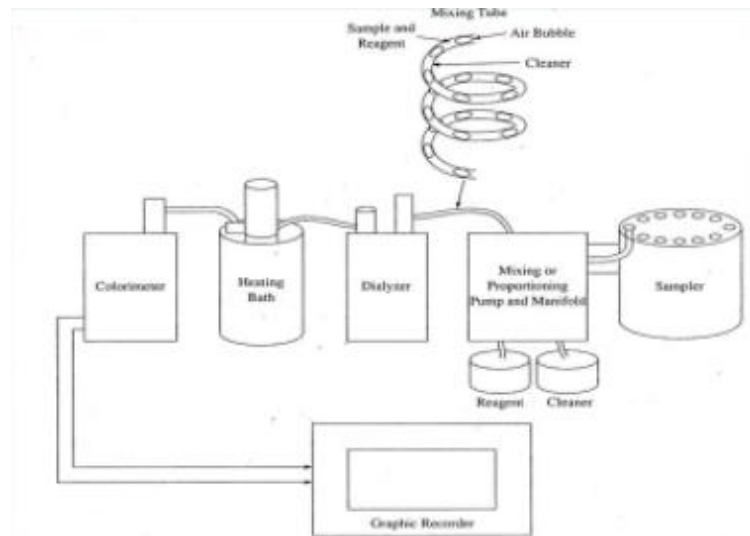 Mixing Tube
Sample and
Reagent
Air Bubble
Cleaner
Colorimeter
Heating
Bath
Dialyzer
Mixing or
Proportioning
Pump and Manifold
Sampler
Reagent
Cleaner
Graphic Recorder